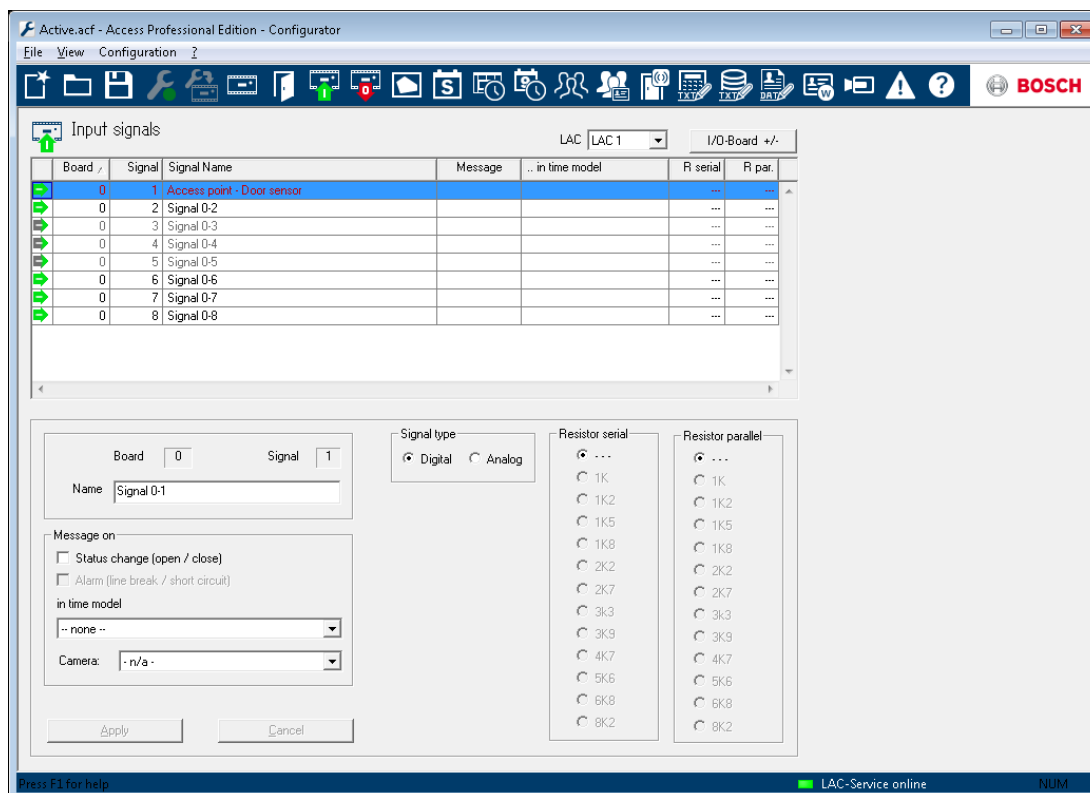 Active.acf - Access Professional Edition - Configurator
File View Configuration ?
S TXT TXT DATA W ? BOSCH
Input signals
LAC LAC 1 I/O-Board +/-
Board Signal Signal Name Message .. in time model R serial R par.
0 1 Access point - Door sensor --- ---
0 2 Signal 0-2 --- ---
0 3 Signal 0-3 --- ---
0 4 Signal 0-4 --- ---
0 5 Signal 0-5 --- ---
0 6 Signal 0-6 --- ---
0 7 Signal 0-7 --- ---
0 8 Signal 0-8 --- ---
Board 0 Signal 1
Name Signal 0-1
Message on
Status change (open / close)
Alarm (line break / short circuit)
in time model
-- none --
Camera: - n/a -
Apply Cancel
Signal type
Digital Analog
Resistor serial
- - -
1K
1K2
1K5
1K8
2K2
2K7
3k3
3K9
4K7
5K6
6K8
8K2
Resistor parallel
- - -
1K
1K2
1K5
1K8
2K2
2K7
3k3
3K9
4K7
5K6
6K8
8K2
Press F1 for help LAC-Service online NUM